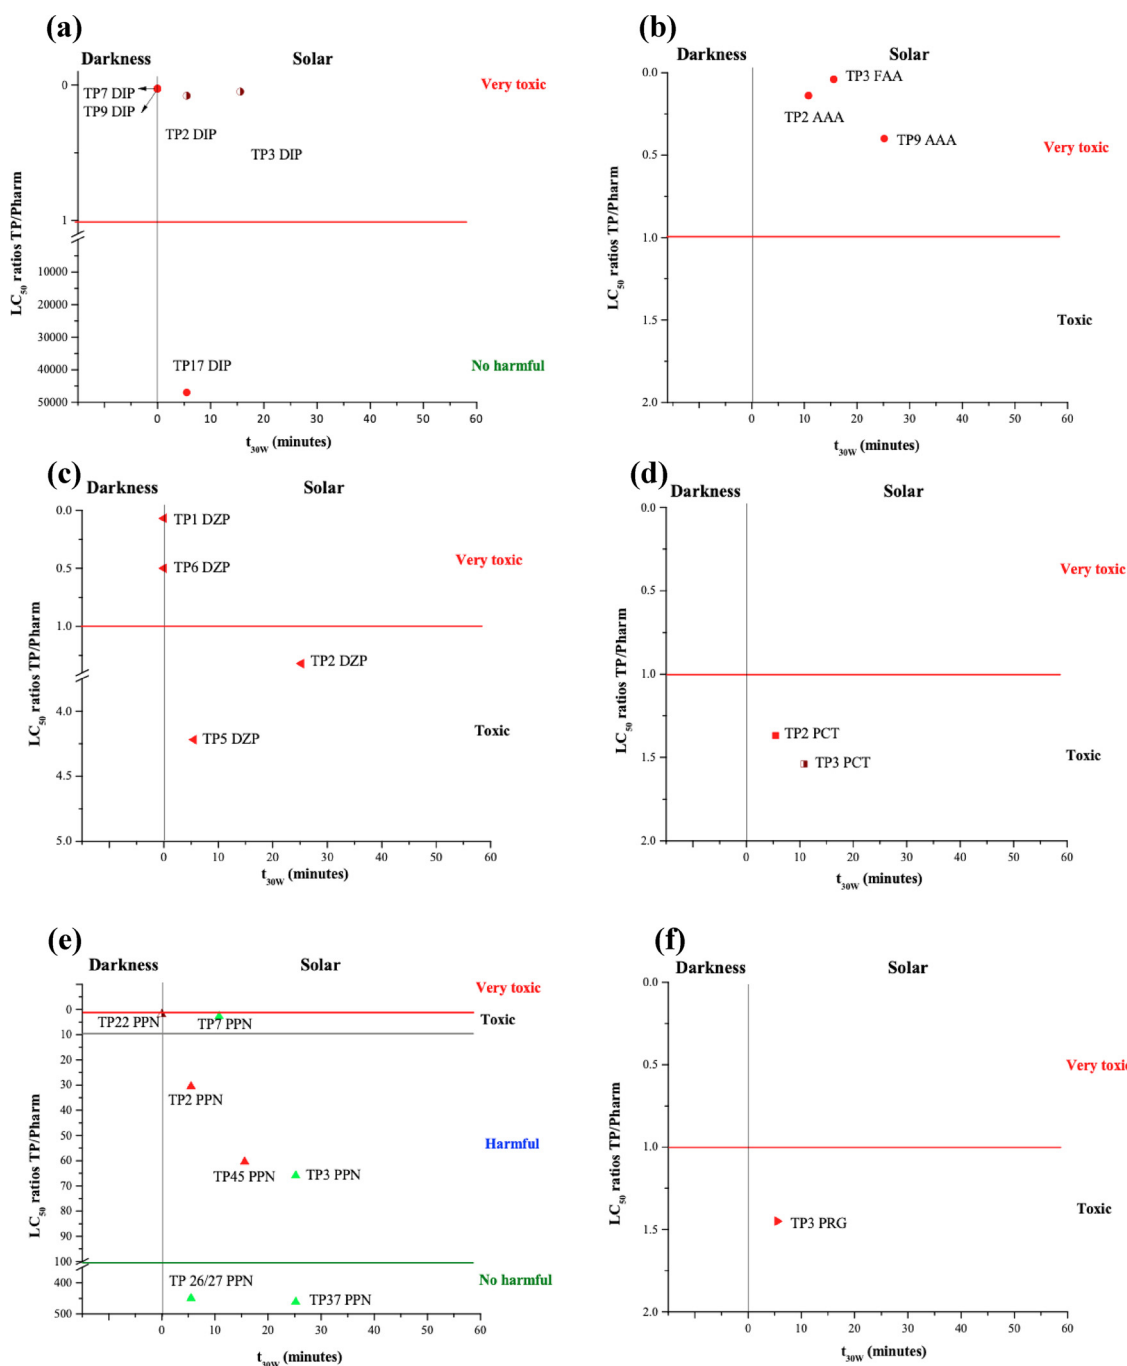 (a)
Darkness Solar
0
TP7 DIP
TP9 DIP
TP2 DIP
TP3 DIP
Very toxic
1
10000
20000
30000
40000
50000
TP17 DIP
No harmful
LC50 ratios TP/Pharm
0 10 20 30 40 50 60
t30W (minutes)
(b)
Darkness Solar
0.0
0.5
1.0
1.5
2.0
TP3 FAA
TP2 AAA
TP9 AAA
Very toxic
Toxic
LC50 ratios TP/Pharm
0 10 20 30 40 50 60
t30W (minutes)
(c)
Darkness Solar
0.0
0.5
1.0
4.0
4.5
5.0
TP1 DZP
TP6 DZP
Very toxic
TP2 DZP
TP5 DZP
Toxic
LC50 ratios TP/Pharm
0 10 20 30 40 50 60
t30W (minutes)
(d)
Darkness Solar
0.0
0.5
1.0
1.5
2.0
Very toxic
TP2 PCT
TP3 PCT
Toxic
LC50 ratios TP/Pharm
0 10 20 30 40 50 60
t30W (minutes)
(e)
Darkness Solar
Very toxic
0
10
20
30
40
50
60
70
80
90
100
400
500
TP22 PPN
TP7 PPN
Toxic
TP2 PPN
Harmful
TP45 PPN
TP3 PPN
TP 26/27 PPN
TP37 PPN
No harmful
LC50 ratios TP/Pharm
0 10 20 30 40 50 60
t30W (minutes)
(f)
Darkness Solar
0.0
0.5
1.0
1.5
2.0
Very toxic
TP3 PRG
Toxic
LC50 ratios TP/Pharm
0 10 20 30 40 50 60
t30W (minutes)